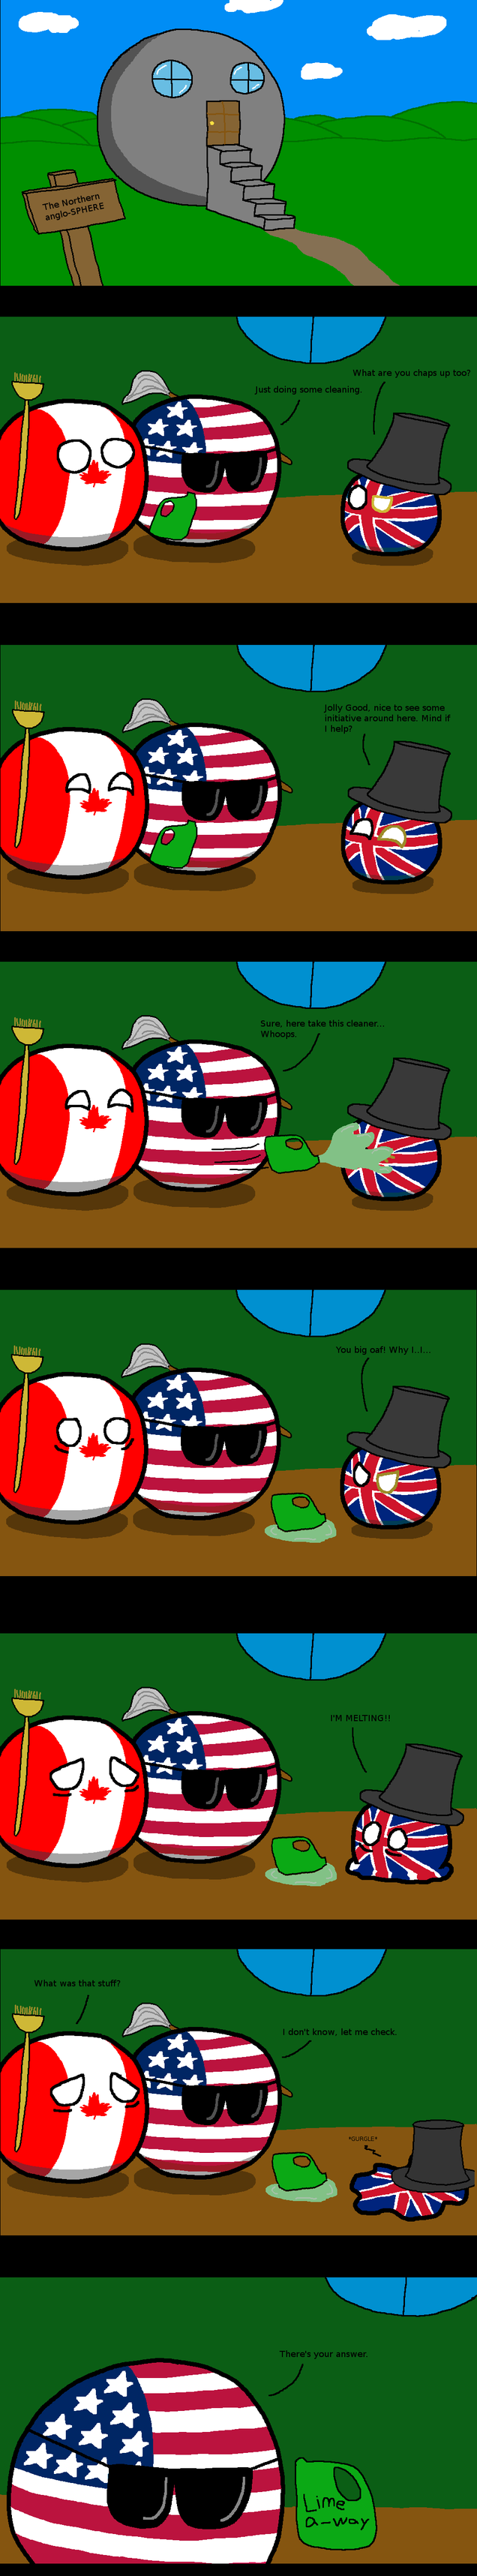 The Northern
anglo-SPHERE
What are you chaps up too?
Just doing some cleaning.
Jolly Good, nice to see some
initiative around here. Mind if
I help?
Sure, here take this cleaner...
Whoops.
You big oaf! Why I..I...
I'M MELTING!!
What was that stuff?
I don't know, let me check.
*GURGLE*
There's your answer.
Lime
a-way